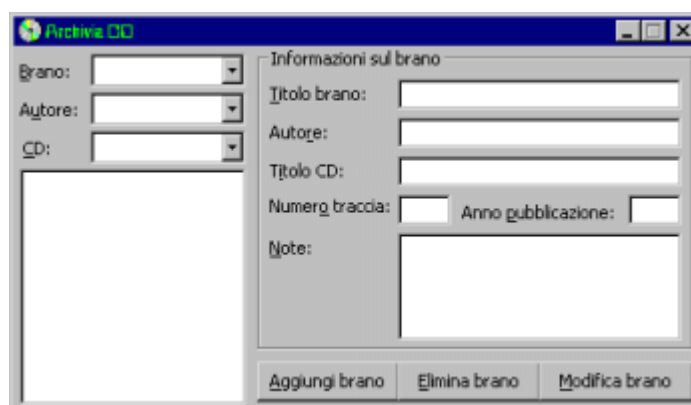 Archivia CD
Brano:
Autore:
CD:
Informazioni sul brano
Titolo brano:
Autore:
Titolo CD:
Numero traccia:
Anno pubblicazione:
Note:
Aggiungi brano
Elimina brano
Modifica brano